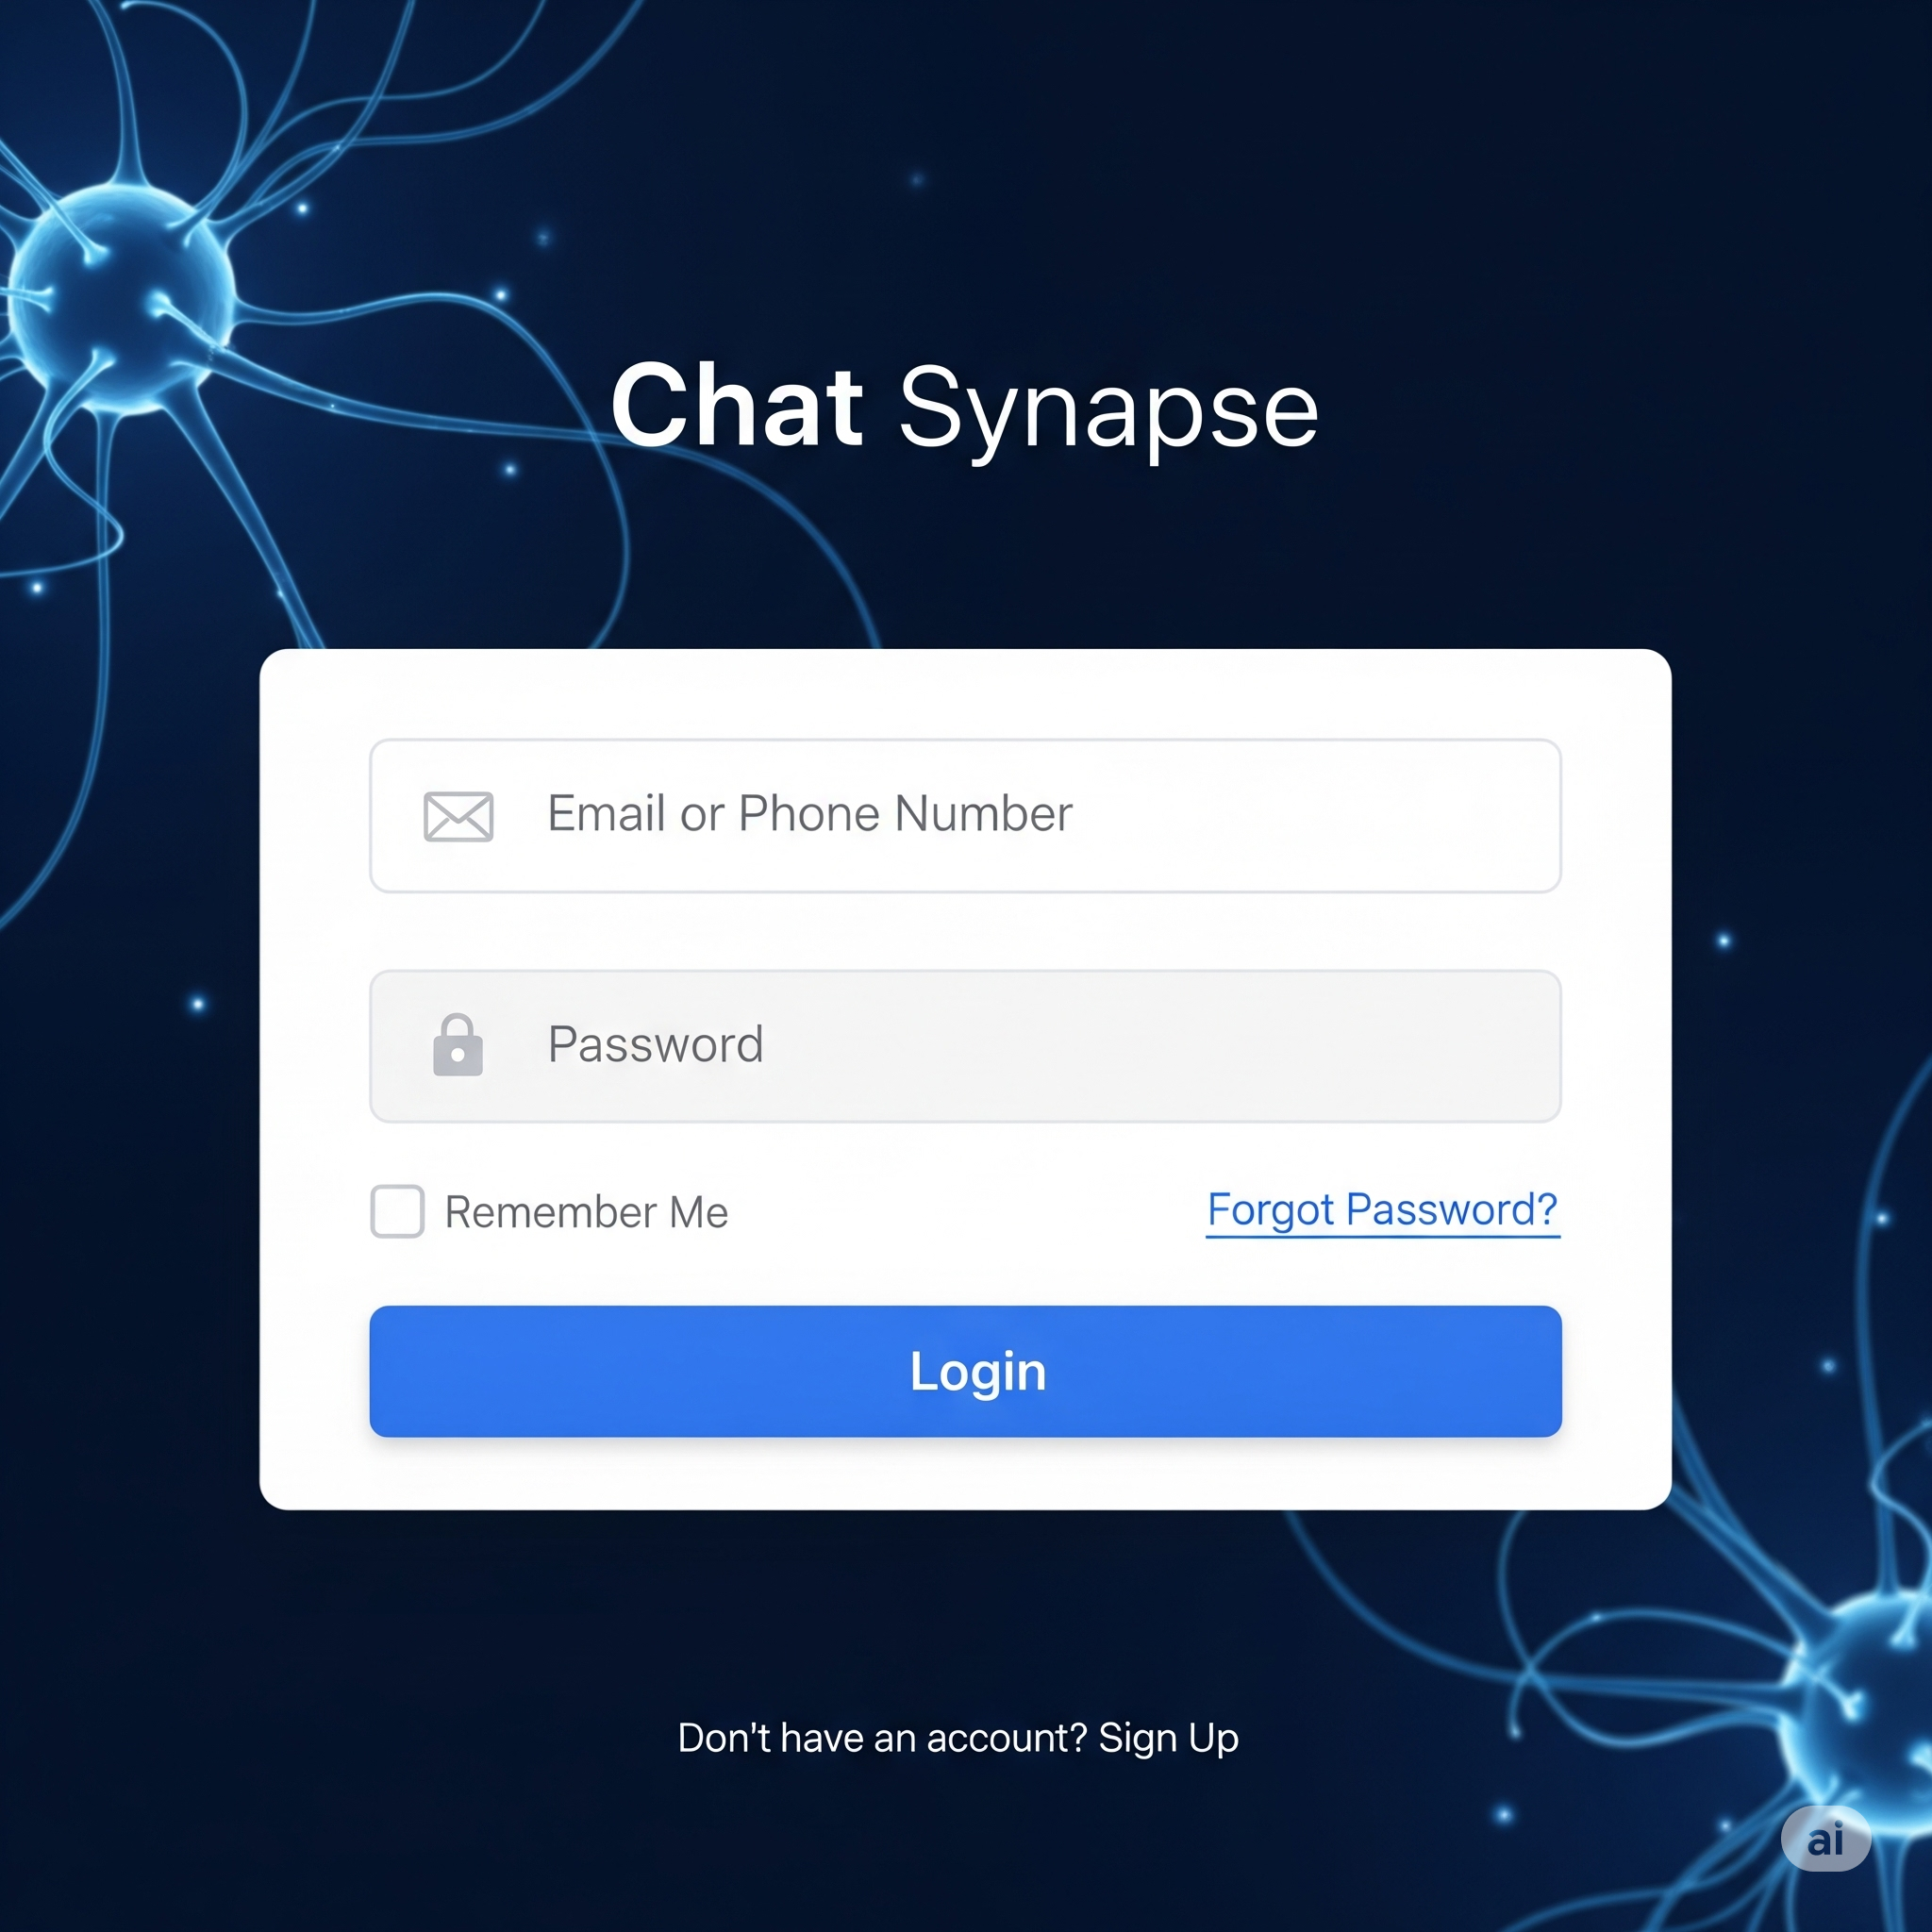 Chat Synapse
Email or Phone Number
Password
Remember Me
Forgot Password?
Login
Don't have an account? Sign Up
ai